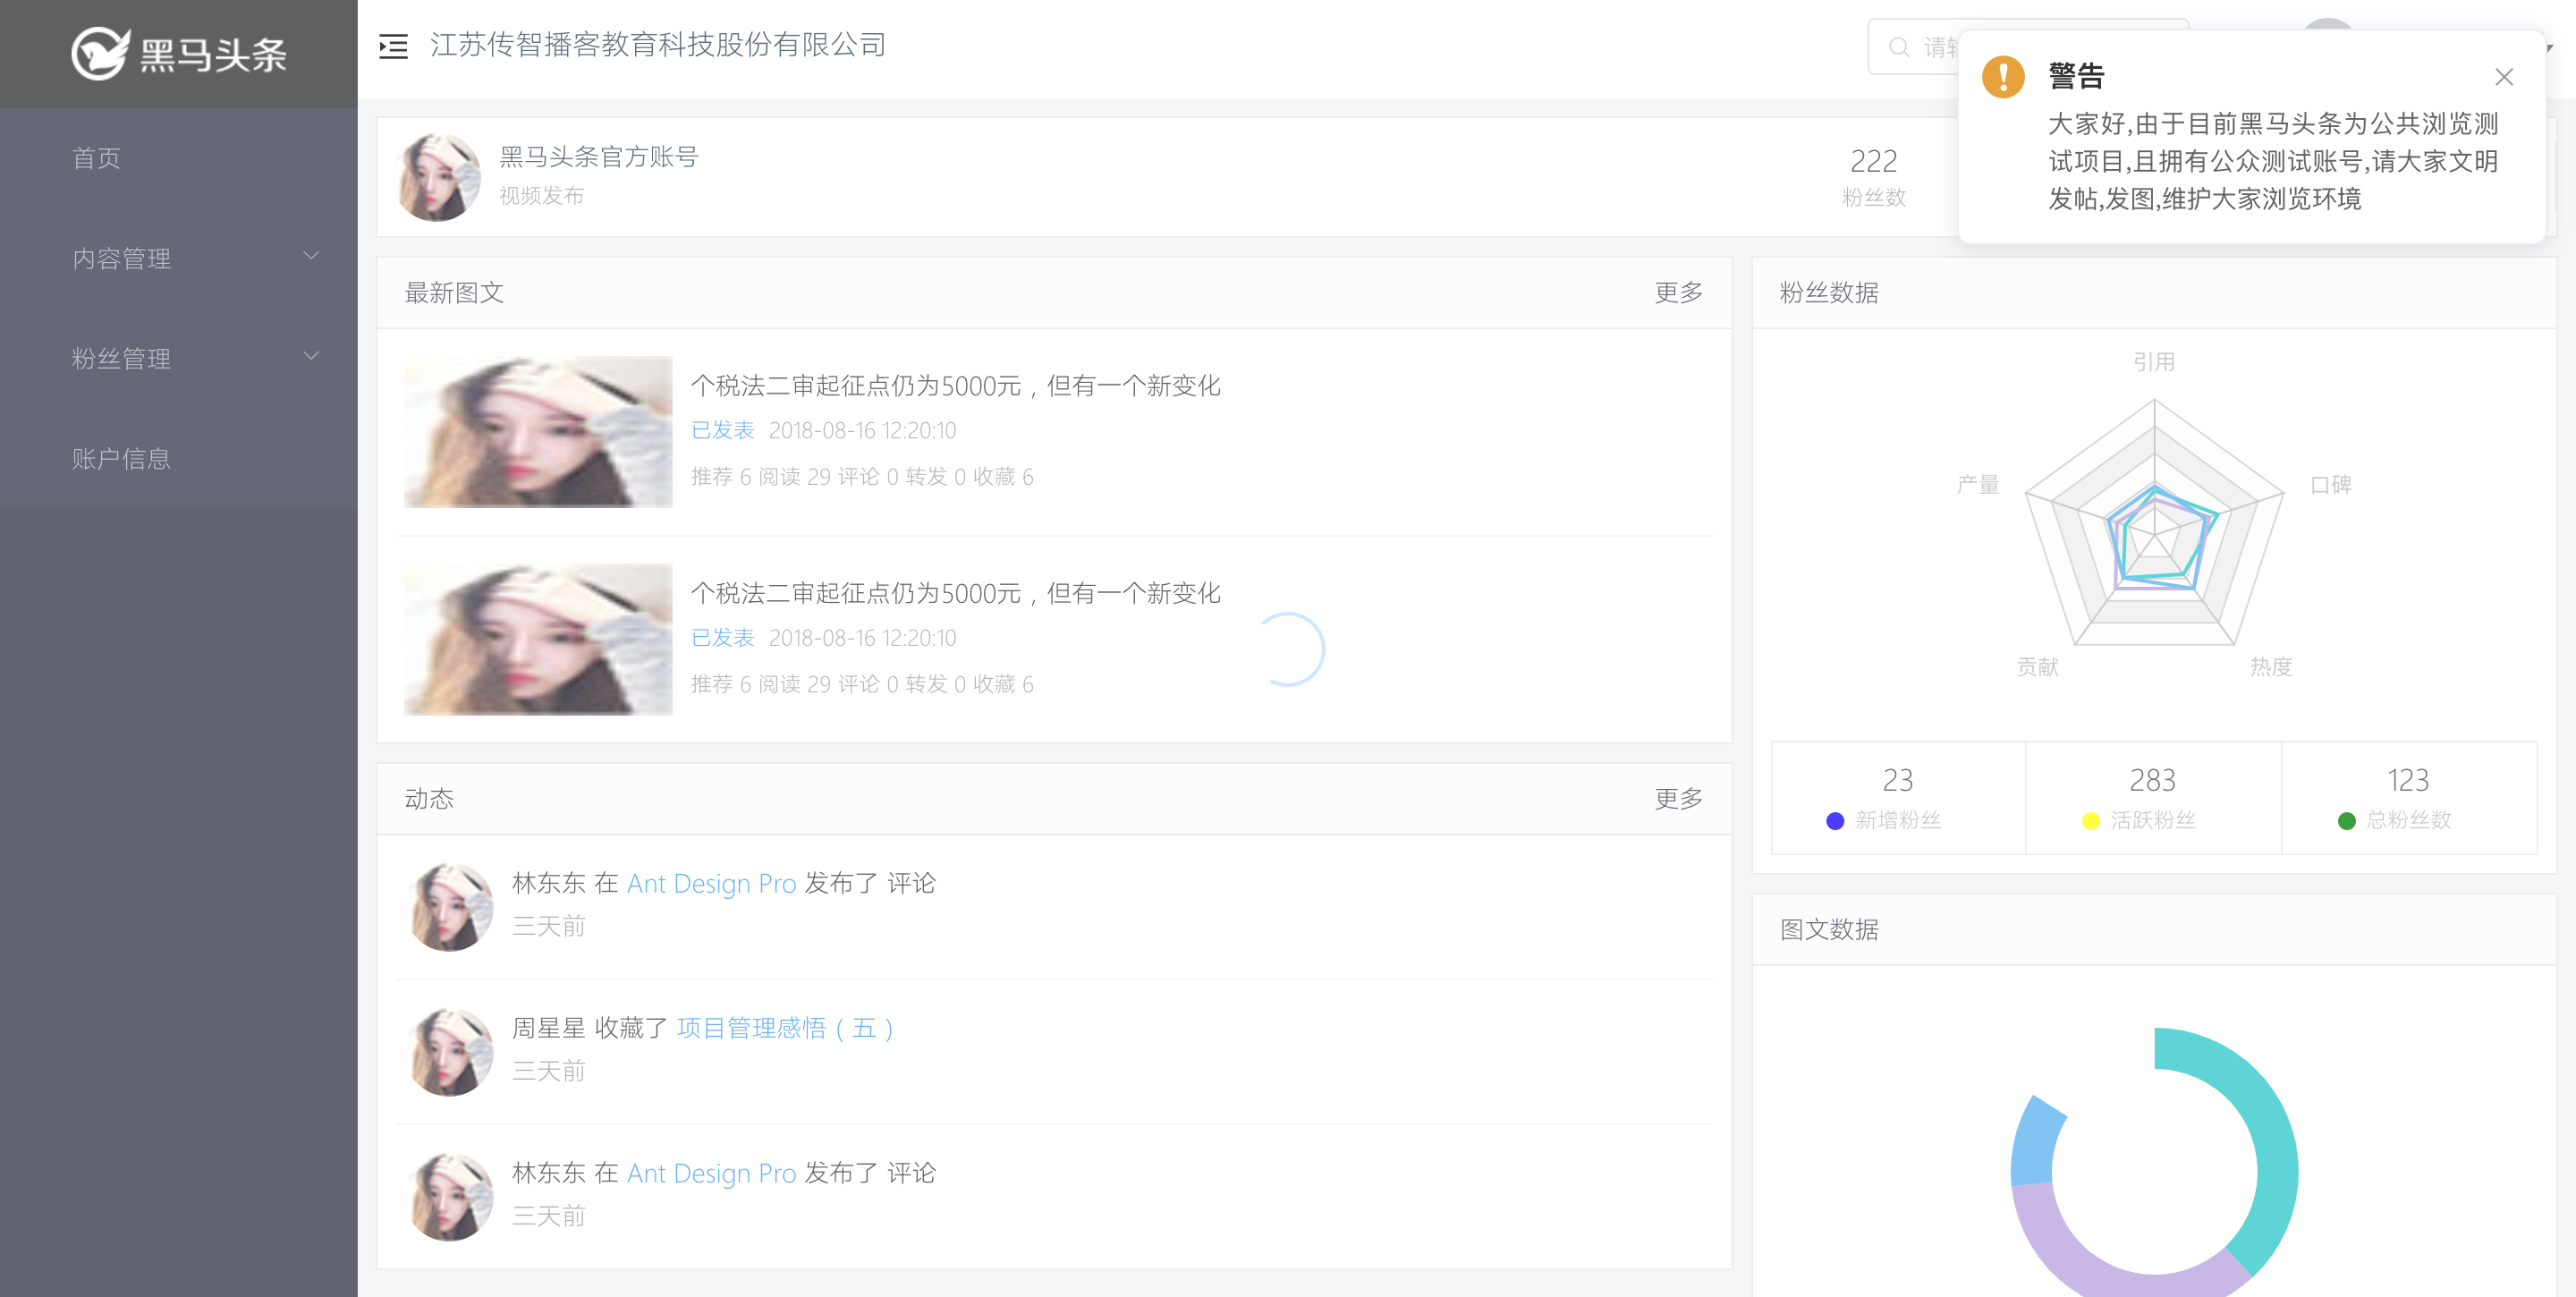 黑马头条
首页
内容管理
粉丝管理
账户信息
江苏传智播客教育科技股份有限公司
请
警告
大家好,由于目前黑马头条为公共浏览测
试项目,且拥有公众测试账号,请大家文明
发帖,发图,维护大家浏览环境
黑马头条官方账号
视频发布
222
粉丝数
最新图文 更多
个税法二审起征点仍为5000元，但有一个新变化
已发表 2018-08-16 12:20:10
推荐 6 阅读 29 评论 0 转发 0 收藏 6
个税法二审起征点仍为5000元，但有一个新变化
已发表 2018-08-16 12:20:10
推荐 6 阅读 29 评论 0 转发 0 收藏 6
动态 更多
林东东 在 Ant Design Pro 发布了 评论
三天前
周星星 收藏了 项目管理感悟（五）
三天前
林东东 在 Ant Design Pro 发布了 评论
三天前
粉丝数据
引用
产量
口碑
贡献
热度
23
新增粉丝
283
活跃粉丝
123
总粉丝数
图文数据